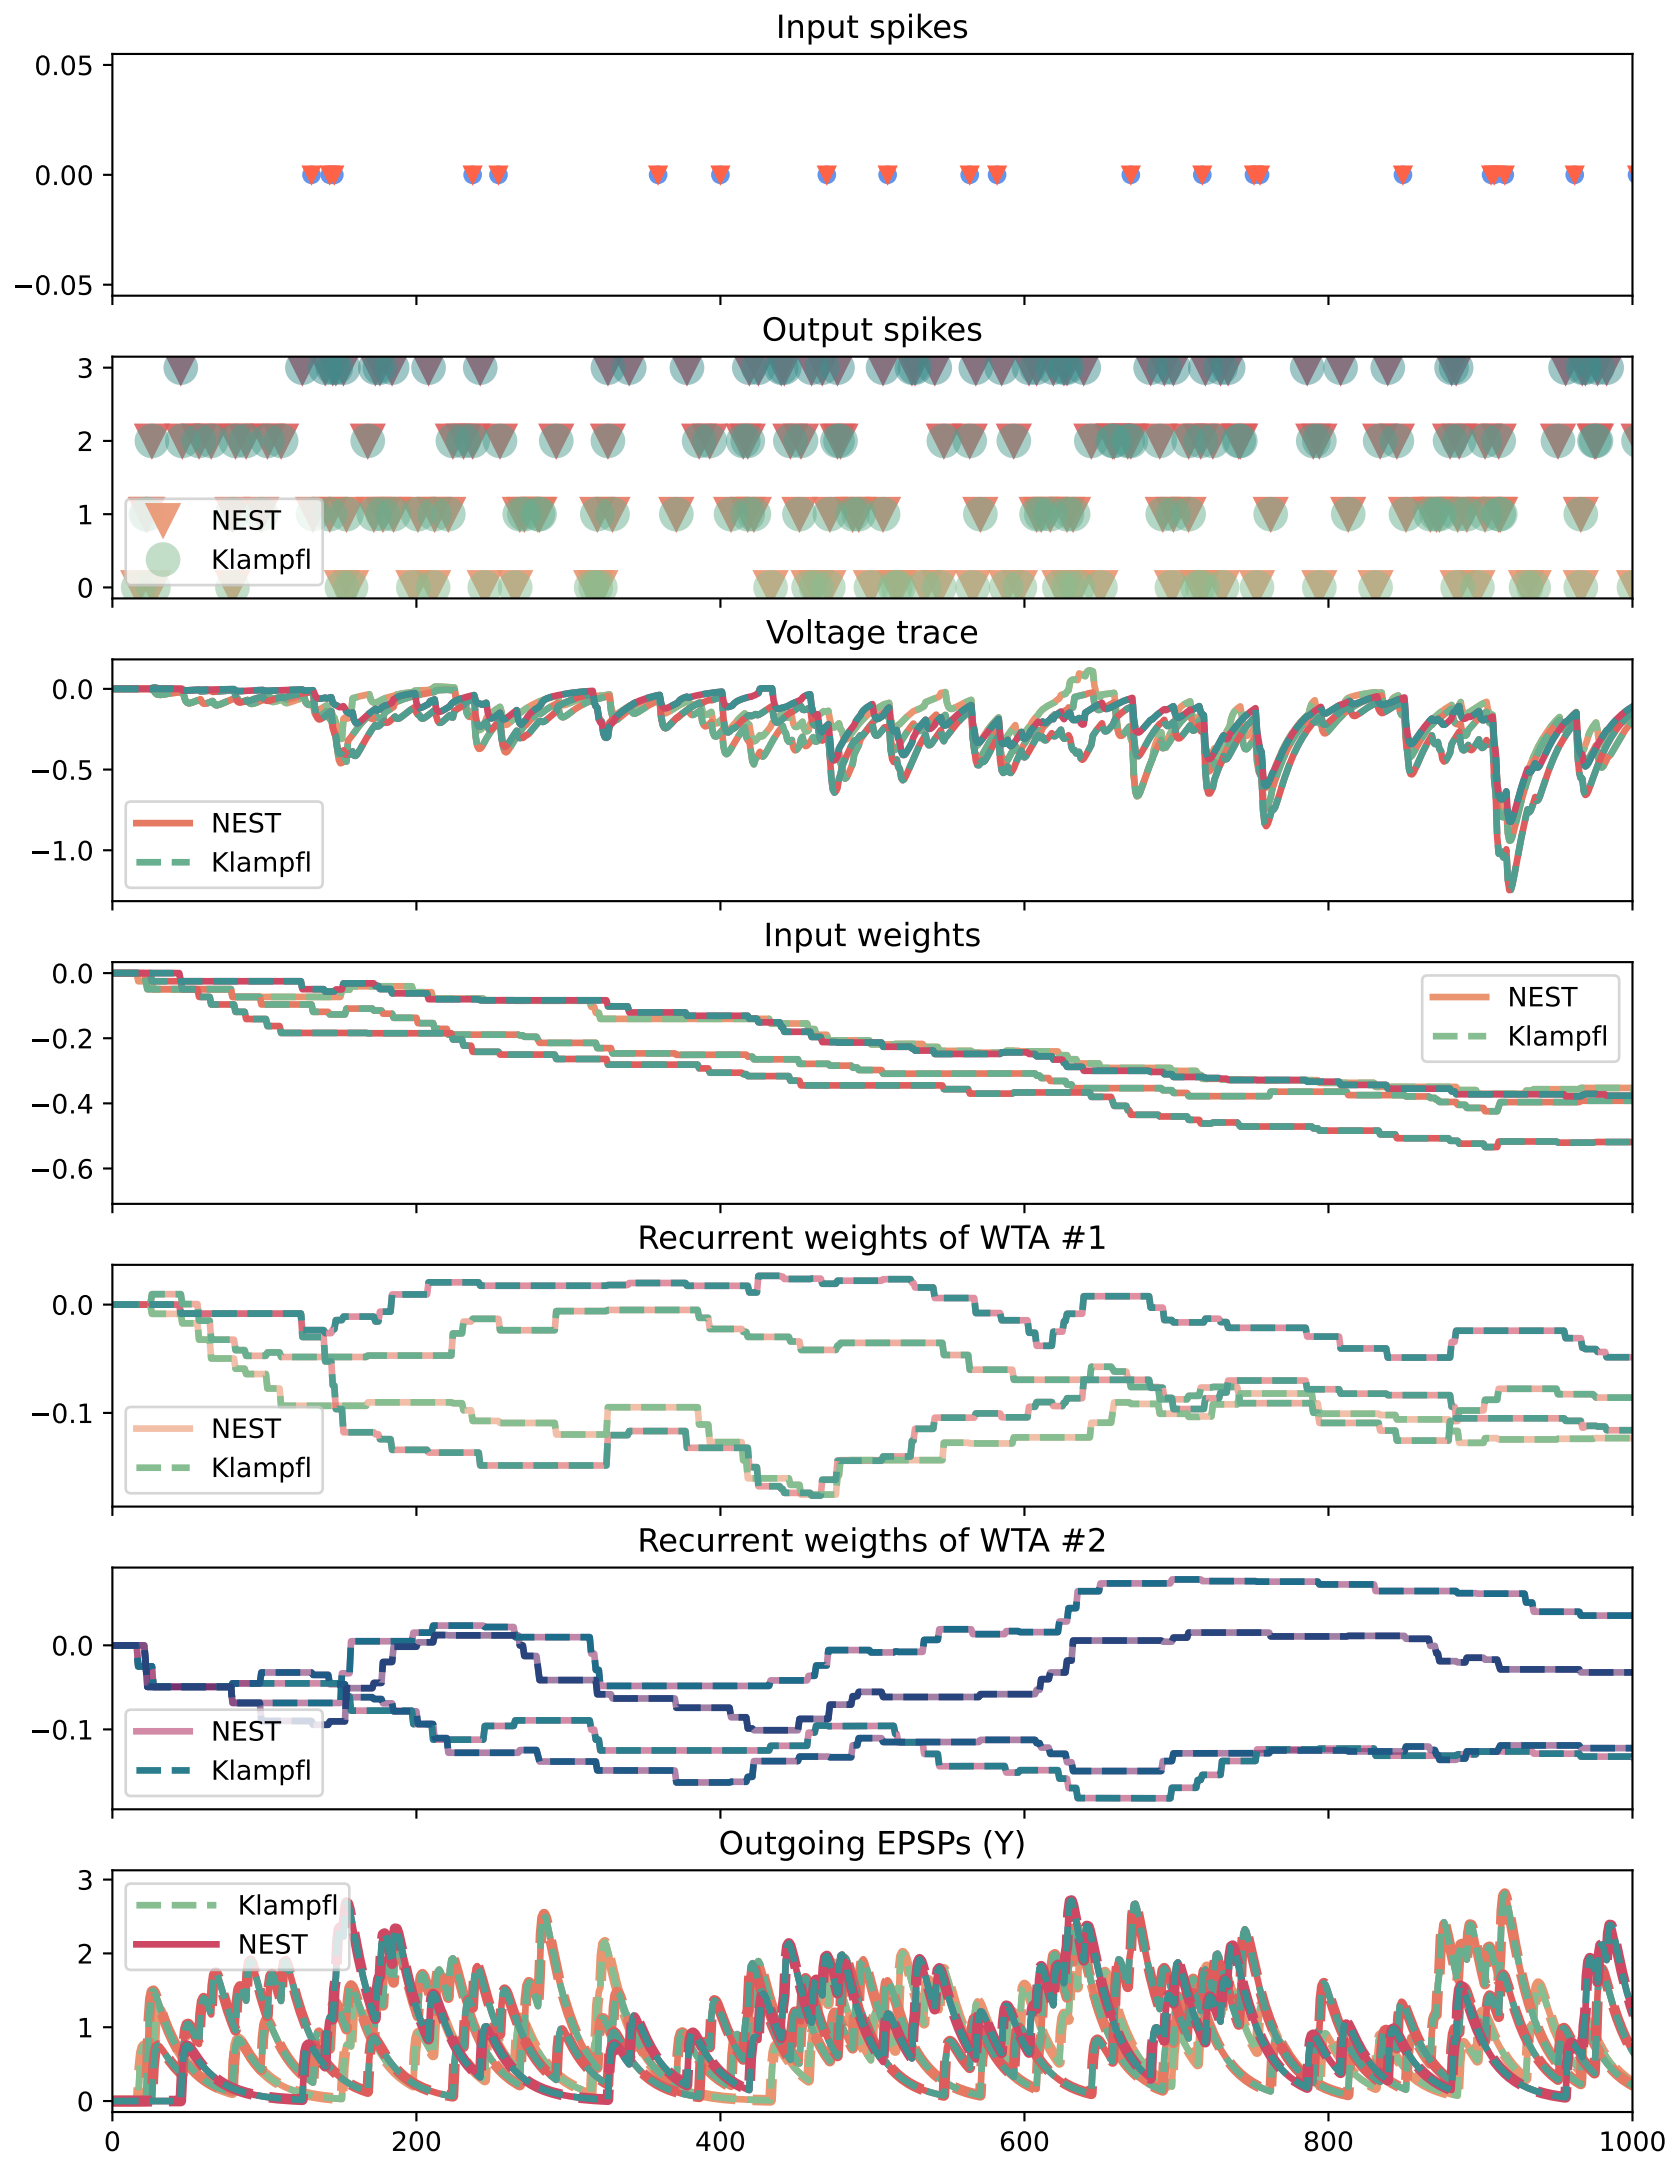 Input spikes
0.05
0.00
−0.05
Output spikes
3
2
1
0
NEST
Klampfl
Voltage trace
0.0
−0.5
−1.0
NEST
Klampfl
Input weights
0.0
−0.2
−0.4
−0.6
NEST
Klampfl
Recurrent weights of WTA #1
0.0
−0.1
NEST
Klampfl
Recurrent weigths of WTA #2
0.0
−0.1
NEST
Klampfl
Outgoing EPSPs (Y)
3
2
1
0
Klampfl
NEST
0 200 400 600 800 1000